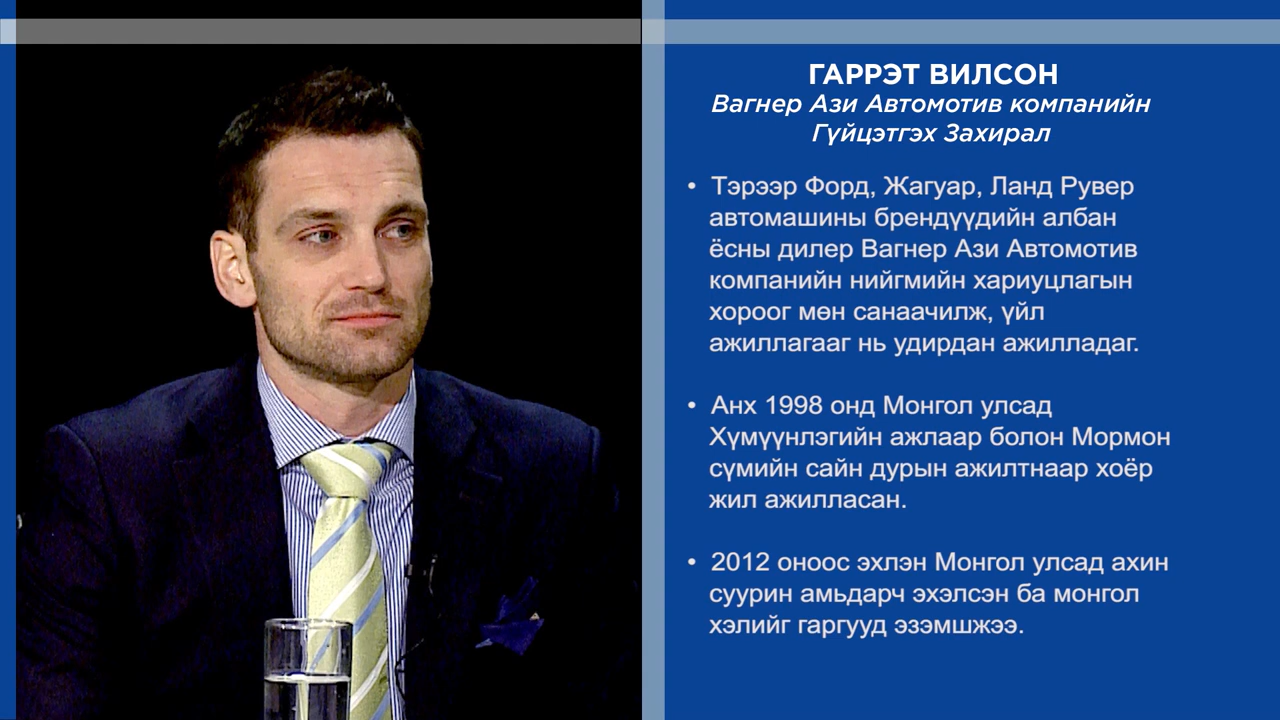 ГАРРЭТ ВИЛСОН
Вагнер Ази Автомотив компанийн
Гүйцэтгэх Захирал
• Тэрээр Форд, Жагуар, Ланд Рувер
автомашины брендүүдийн албан
ёсны дилер Вагнер Ази Автомотив
компанийн нийгмийн хариуцлагын
хороог мөн санаачилж, үйл
ажиллагааг нь удирдан ажилладаг.
• Анх 1998 онд Монгол улсад
Хүмүүнлэгийн ажлаар болон Мормон
сүмийн сайн дурын ажилтнаар хоёр
жил ажилласан.
• 2012 оноос эхлэн Монгол улсад ахин
суурин амьдарч эхэлсэн ба монгол
хэлийг гаргууд эзэмшжээ.